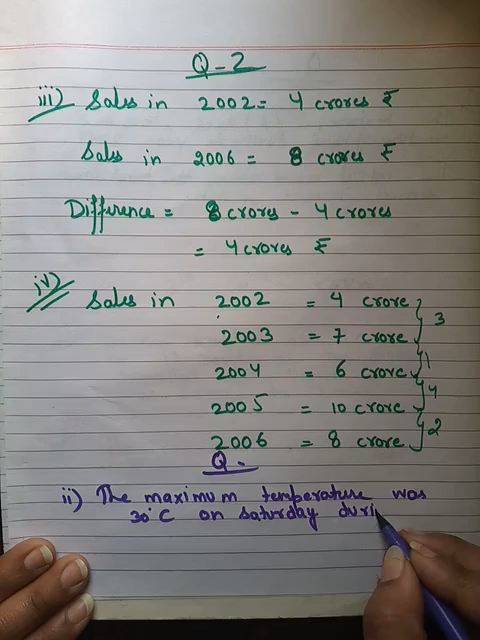 Q-2
iii) Sales in 2002 = 4 crores ₹
Sales in 2006 = 8 crores ₹
Difference = 8 crores - 4 crores
= 4 crores ₹
iv) Sales in 2002 = 4 crore
3
2003 = 7 crore
1
2004 = 6 crore
4
2005 = 10 crore
2
2006 = 8 crore
Q.
ii) The maximum temperature was
30°C on saturday duri